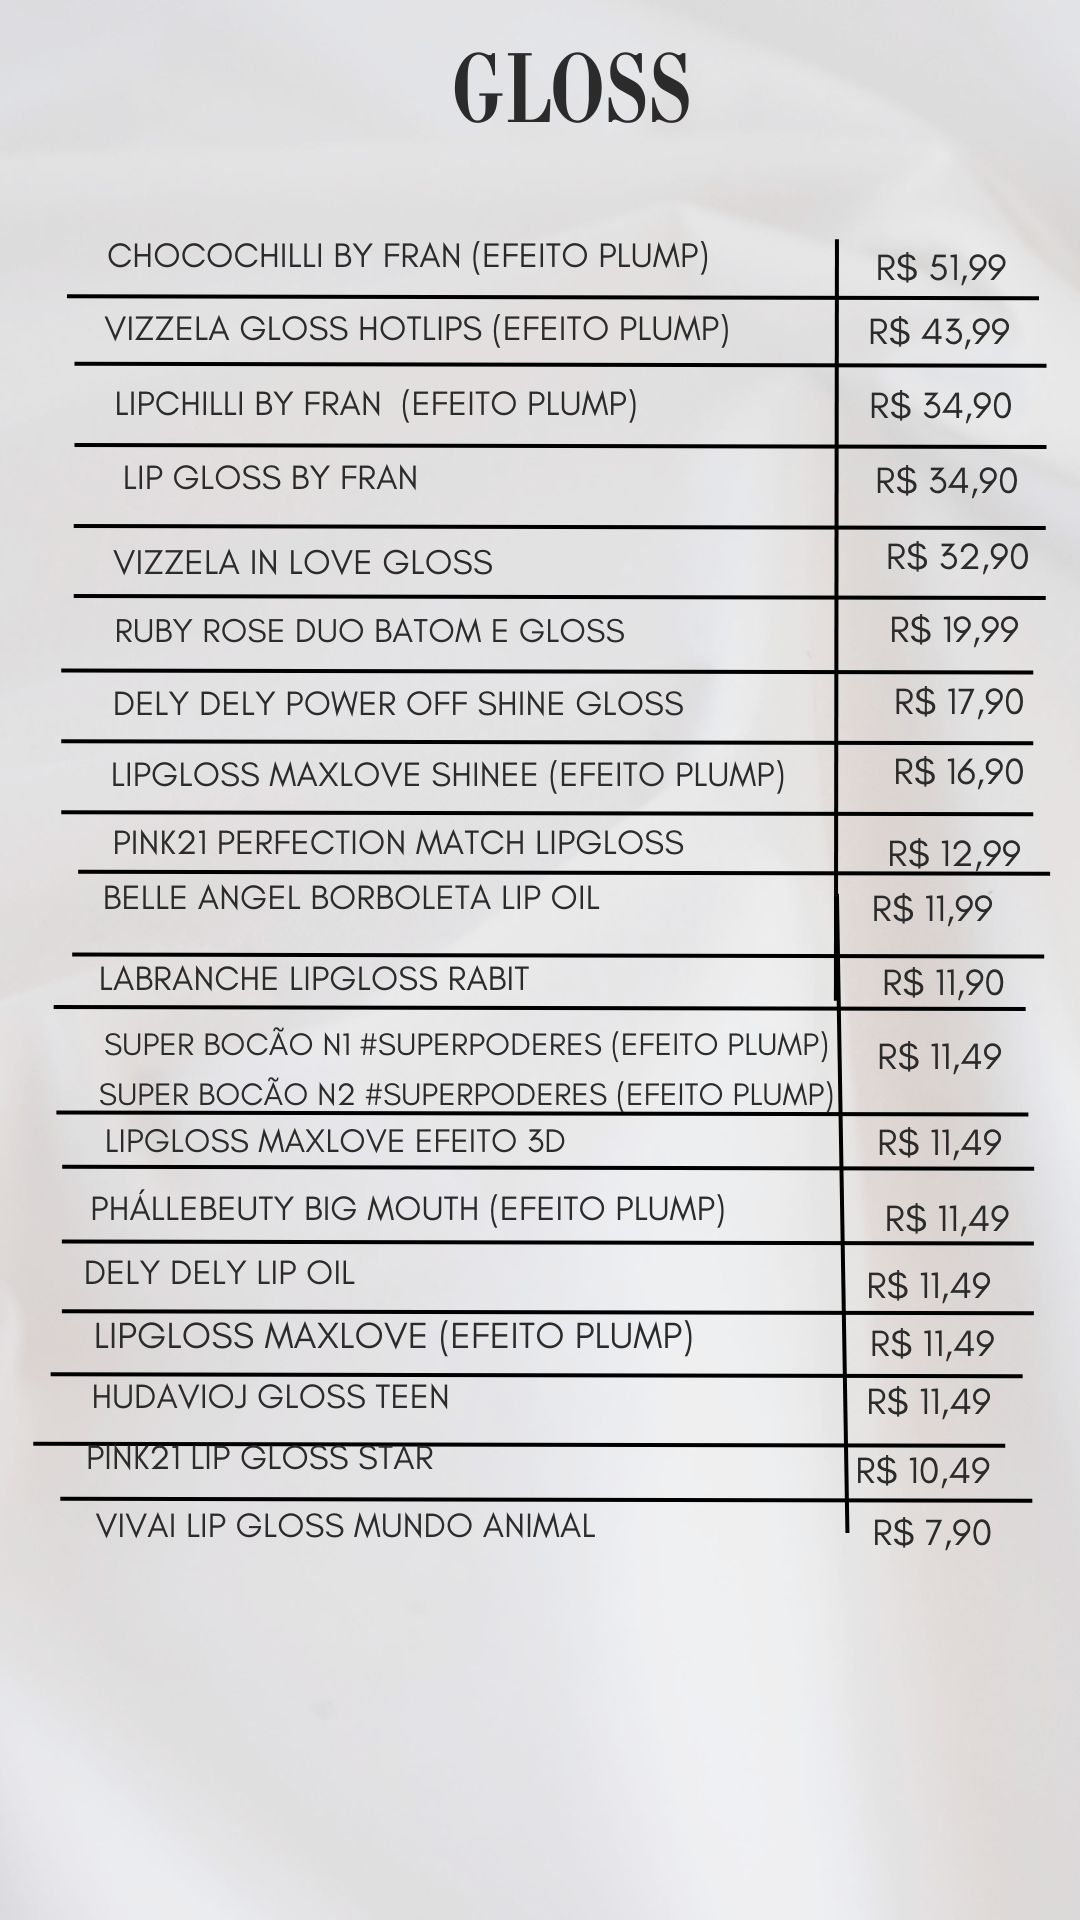 GLOSS
CHOCOCHILLI BY FRAN (EFEITO PLUMP) R$ 51,99
VIZZELA GLOSS HOTLIPS (EFEITO PLUMP) R$ 43,99
LIPCHILLI BY FRAN (EFEITO PLUMP) R$ 34,90
LIP GLOSS BY FRAN R$ 34,90
VIZZELA IN LOVE GLOSS R$ 32,90
RUBY ROSE DUO BATOM E GLOSS R$ 19,99
DELY DELY POWER OFF SHINE GLOSS R$ 17,90
LIPGLOSS MAXLOVE SHINEE (EFEITO PLUMP) R$ 16,90
PINK21 PERFECTION MATCH LIPGLOSS R$ 12,99
BELLE ANGEL BORBOLETA LIP OIL R$ 11,99
LABRANCHE LIPGLOSS RABIT R$ 11,90
SUPER BOCÃO N1 #SUPERPODERES (EFEITO PLUMP) R$ 11,49
SUPER BOCÃO N2 #SUPERPODERES (EFEITO PLUMP)
LIPGLOSS MAXLOVE EFEITO 3D R$ 11,49
PHÁLLEBEUTY BIG MOUTH (EFEITO PLUMP) R$ 11,49
DELY DELY LIP OIL R$ 11,49
LIPGLOSS MAXLOVE (EFEITO PLUMP) R$ 11,49
HUDAVIOJ GLOSS TEEN R$ 11,49
PINK21 LIP GLOSS STAR R$ 10,49
VIVAI LIP GLOSS MUNDO ANIMAL R$ 7,90